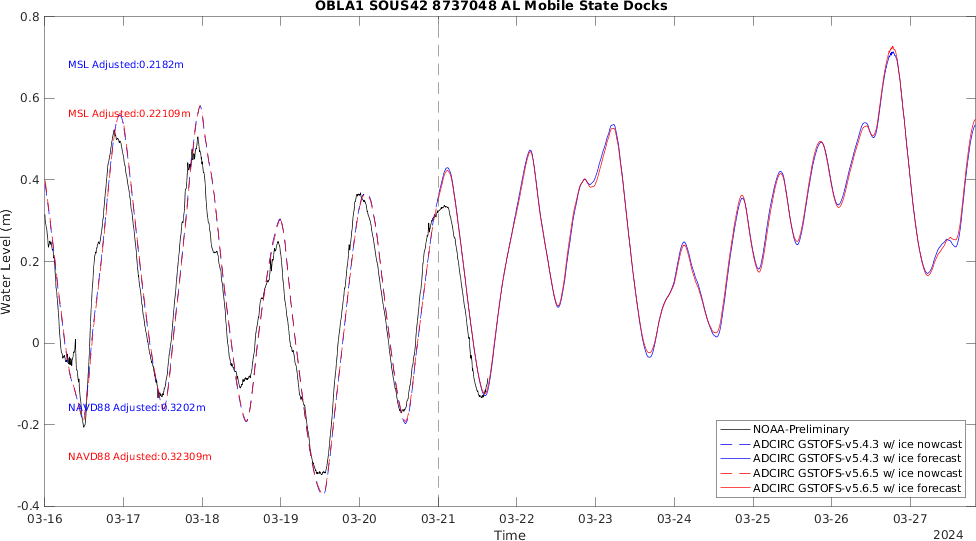 OBLA1 SOUS42 8737048 AL Mobile State Docks
0.8
0.6
0.4
0.2
0
-0.2
-0.4
Water Level (m)
MSL Adjusted:0.2182m
MSL Adjusted:0.22109m
NAVD88 Adjusted:0.3202m
NAVD88 Adjusted:0.32309m
NOAA-Preliminary
ADCIRC GSTOFS-v5.4.3 w/ ice nowcast
ADCIRC GSTOFS-v5.4.3 w/ ice forecast
ADCIRC GSTOFS-v5.6.5 w/ ice nowcast
ADCIRC GSTOFS-v5.6.5 w/ ice forecast
03-16 03-17 03-18 03-19 03-20 03-21 03-22 03-23 03-24 03-25 03-26 03-27
Time
2024